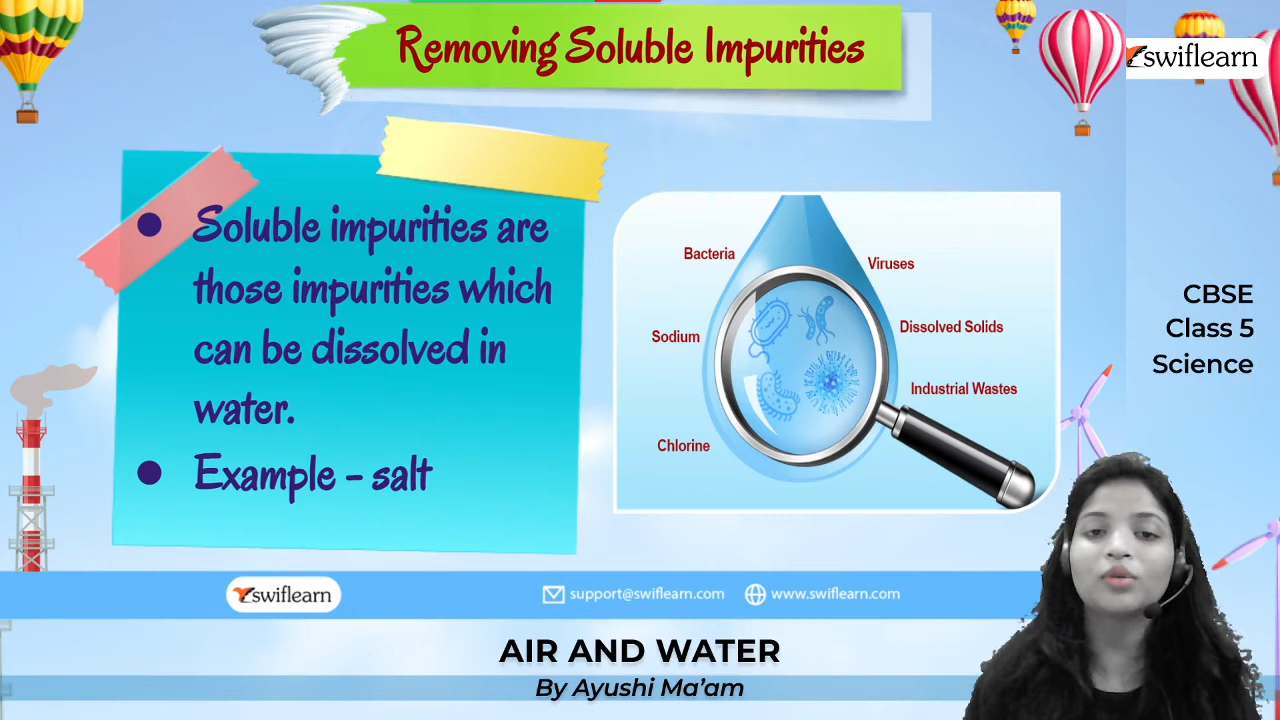 Removing Soluble Impurities
swiflearn
● Soluble impurities are
those impurities which
can be dissolved in
water.
● Example - salt
Bacteria
Viruses
Sodium
Dissolved Solids
Industrial Wastes
Chlorine
CBSE
Class 5
Science
swiflearn
support@swiflearn.com
www.swiflearn.com
AIR AND WATER
By Ayushi Ma'am